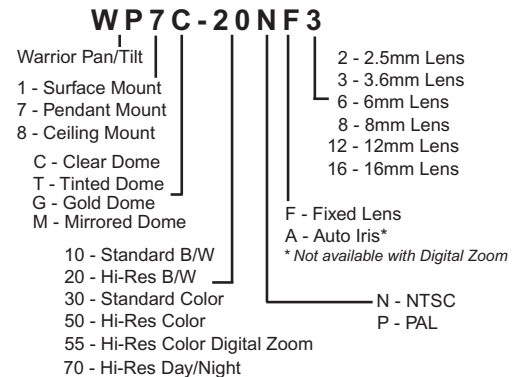 WP7C-20NF3
Warrior Pan/Tilt
1 - Surface Mount
7 - Pendant Mount
8 - Ceiling Mount
C - Clear Dome
T - Tinted Dome
G - Gold Dome
M - Mirrored Dome
10 - Standard B/W
20 - Hi-Res B/W
30 - Standard Color
50 - Hi-Res Color
55 - Hi-Res Color Digital Zoom
70 - Hi-Res Day/Night
2 - 2.5mm Lens
3 - 3.6mm Lens
6 - 6mm Lens
8 - 8mm Lens
12 - 12mm Lens
16 - 16mm Lens
F - Fixed Lens
A - Auto Iris*
* Not available with Digital Zoom
N - NTSC
P - PAL